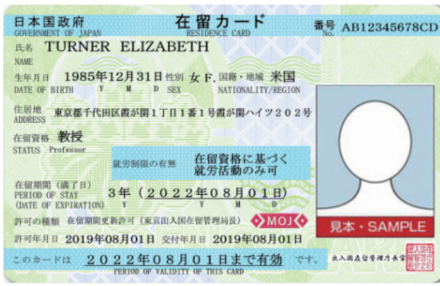 日本国政府 在留カード 番号 AB12345678CD
GOVERNMENT OF JAPAN RESIDENCE CARD No.
氏名 TURNER ELIZABETH
NAME
生年月日 1985年12月31日 性別 女 F. 国籍・地域 米国
DATE OF BIRTH Y M D SEX NATIONALITY/REGION
住居地 東京都千代田区霞が関1丁目1番1号霞が関ハイツ202号
ADDRESS
在留資格 教授
STATUS Professor
就労制限の有無 在留資格に基づく
就労活動のみ可
在留期間(満了日)
PERIOD OF STAY 3年(2022年08月01日)
(DATE OF EXPIRATION) Y Y M D
許可の種類 在留期間更新許可(東京出入国在留管理局長) MOJ
見本・SAMPLE
許可年月日 2019年08月01日 交付年月日 2019年08月01日
このカードは 2022年08月01日まで有効 です。
PERIOD OF VALIDITY OF THIS CARD
出入国在留管理庁長官